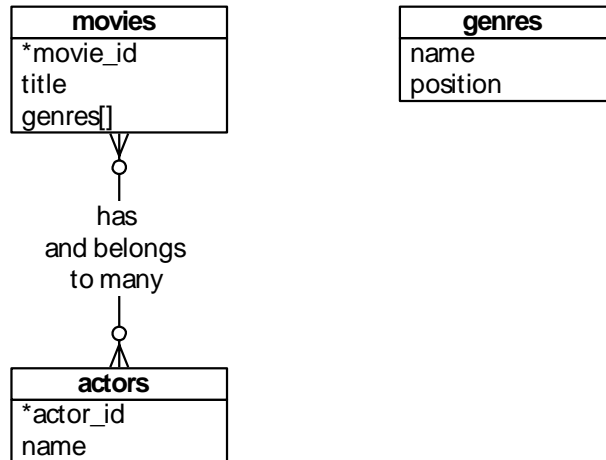 movies
*movie_id
title
genres[]
genres
name
position
has
and belongs
to many
actors
*actor_id
name